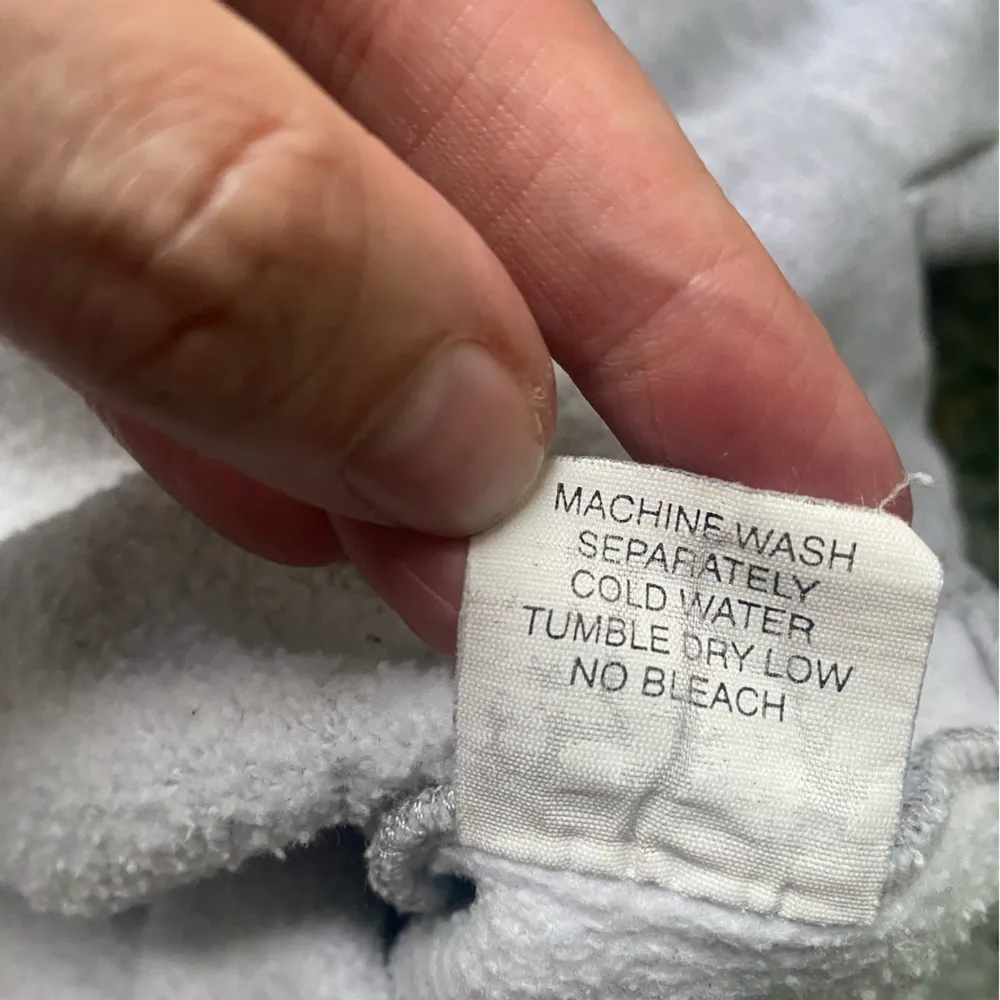 MACHINE WASH
SEPARATELY
COLD WATER
TUMBLE DRY LOW
NO BLEACH